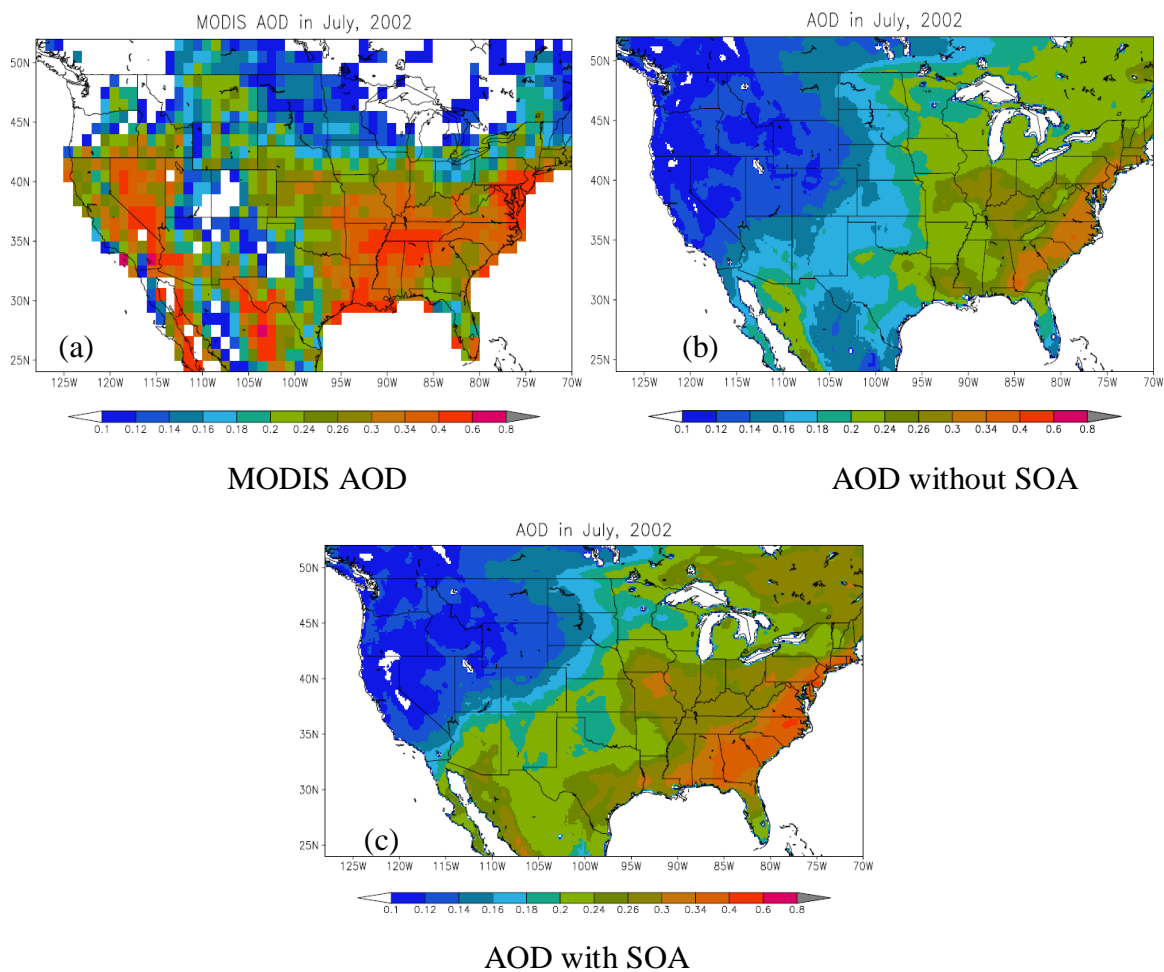 MODIS AOD in July, 2002
50N
45N
40N
35N
30N
25N
(a)
125W 120W 115W 110W 105W 100W 95W 90W 85W 80W 75W 70W
0.1 0.12 0.14 0.16 0.18 0.2 0.24 0.26 0.3 0.34 0.4 0.6 0.8
MODIS AOD
AOD in July, 2002
50N
45N
40N
35N
30N
25N
(b)
125W 120W 115W 110W 105W 100W 95W 90W 85W 80W 75W 70W
0.1 0.12 0.14 0.16 0.18 0.2 0.24 0.26 0.3 0.34 0.4 0.6 0.8
AOD without SOA
AOD in July, 2002
50N
45N
40N
35N
30N
25N
(c)
125W 120W 115W 110W 105W 100W 95W 90W 85W 80W 75W 70W
0.1 0.12 0.14 0.16 0.18 0.2 0.24 0.26 0.3 0.34 0.4 0.6 0.8
AOD with SOA